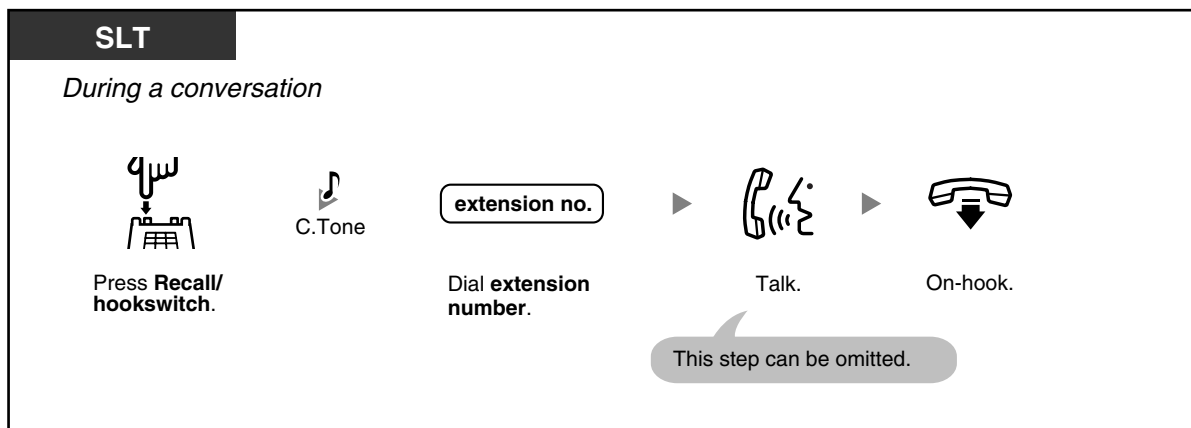 SLT
During a conversation
C.Tone
extension no.
Press Recall/
hookswitch.
Dial extension
number.
Talk.
On-hook.
This step can be omitted.